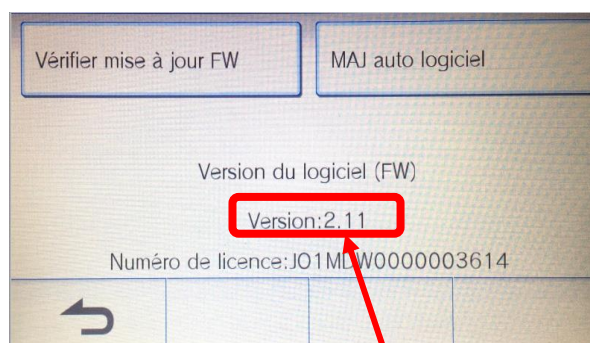 Vérifier mise à jour FW
MAJ auto logiciel
Version du logiciel (FW)
Version:2.11
Numéro de licence:JO1MDW0000003614